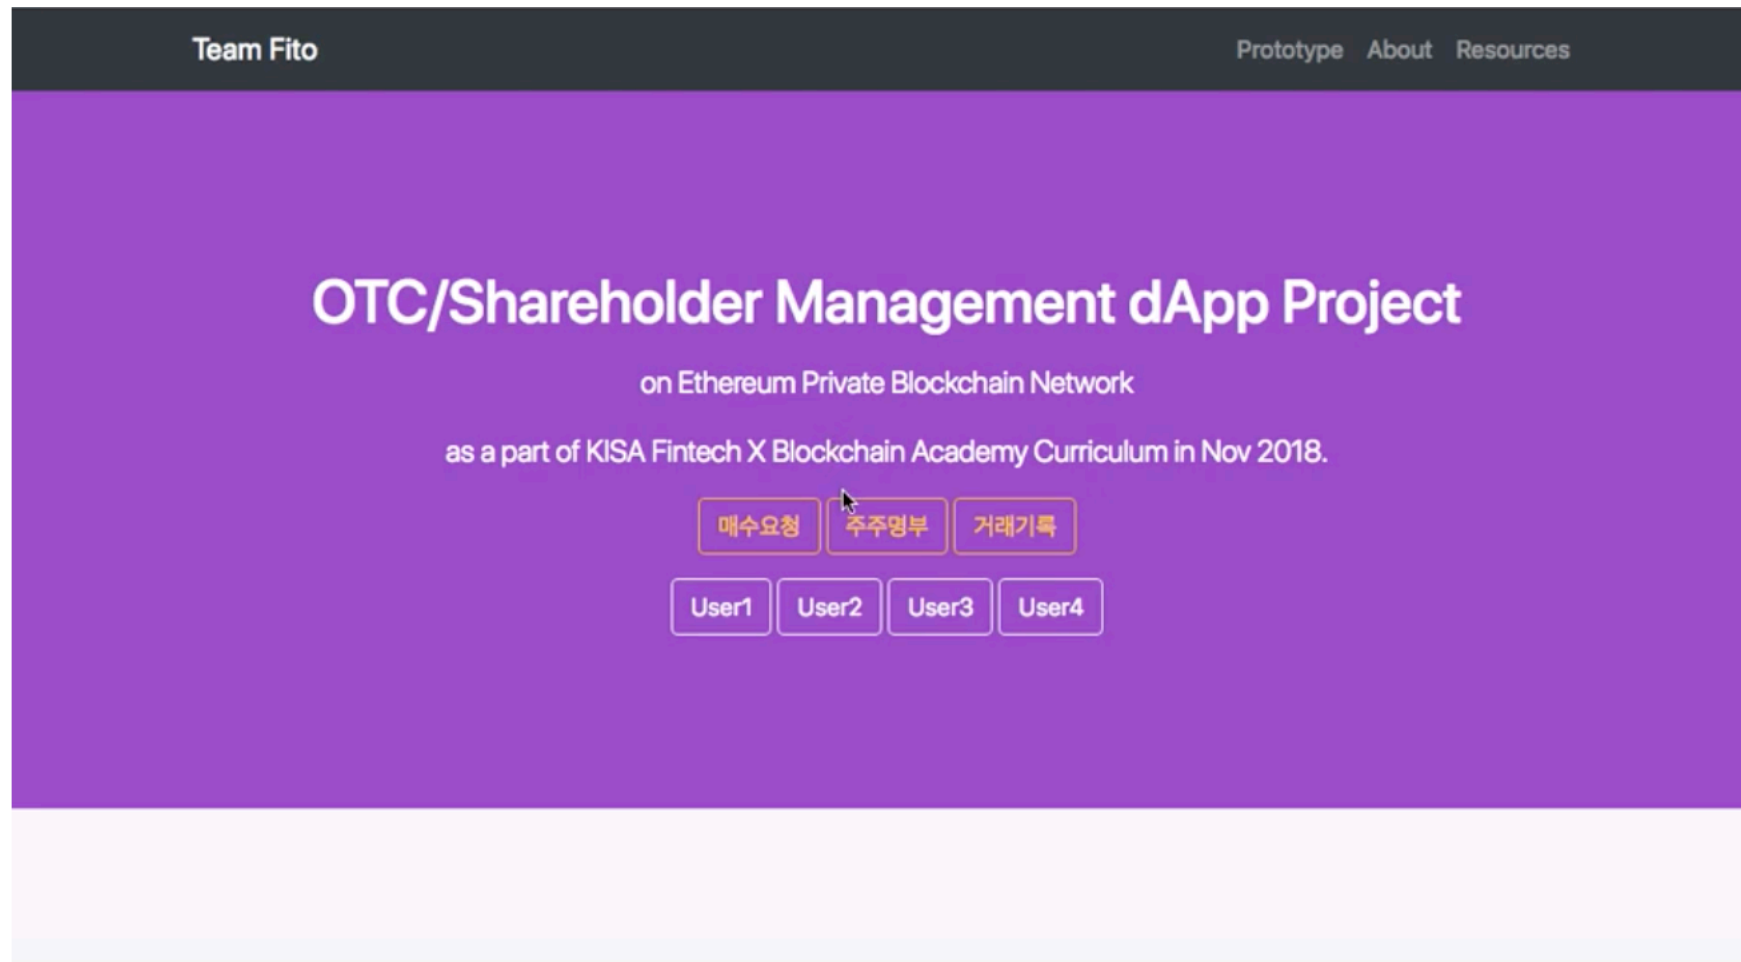 Team Fito Prototype About Resources
OTC/Shareholder Management dApp Project
on Ethereum Private Blockchain Network
as a part of KISA Fintech X Blockchain Academy Curriculum in Nov 2018.
매수요청 주주명부 거래기록
User1 User2 User3 User4